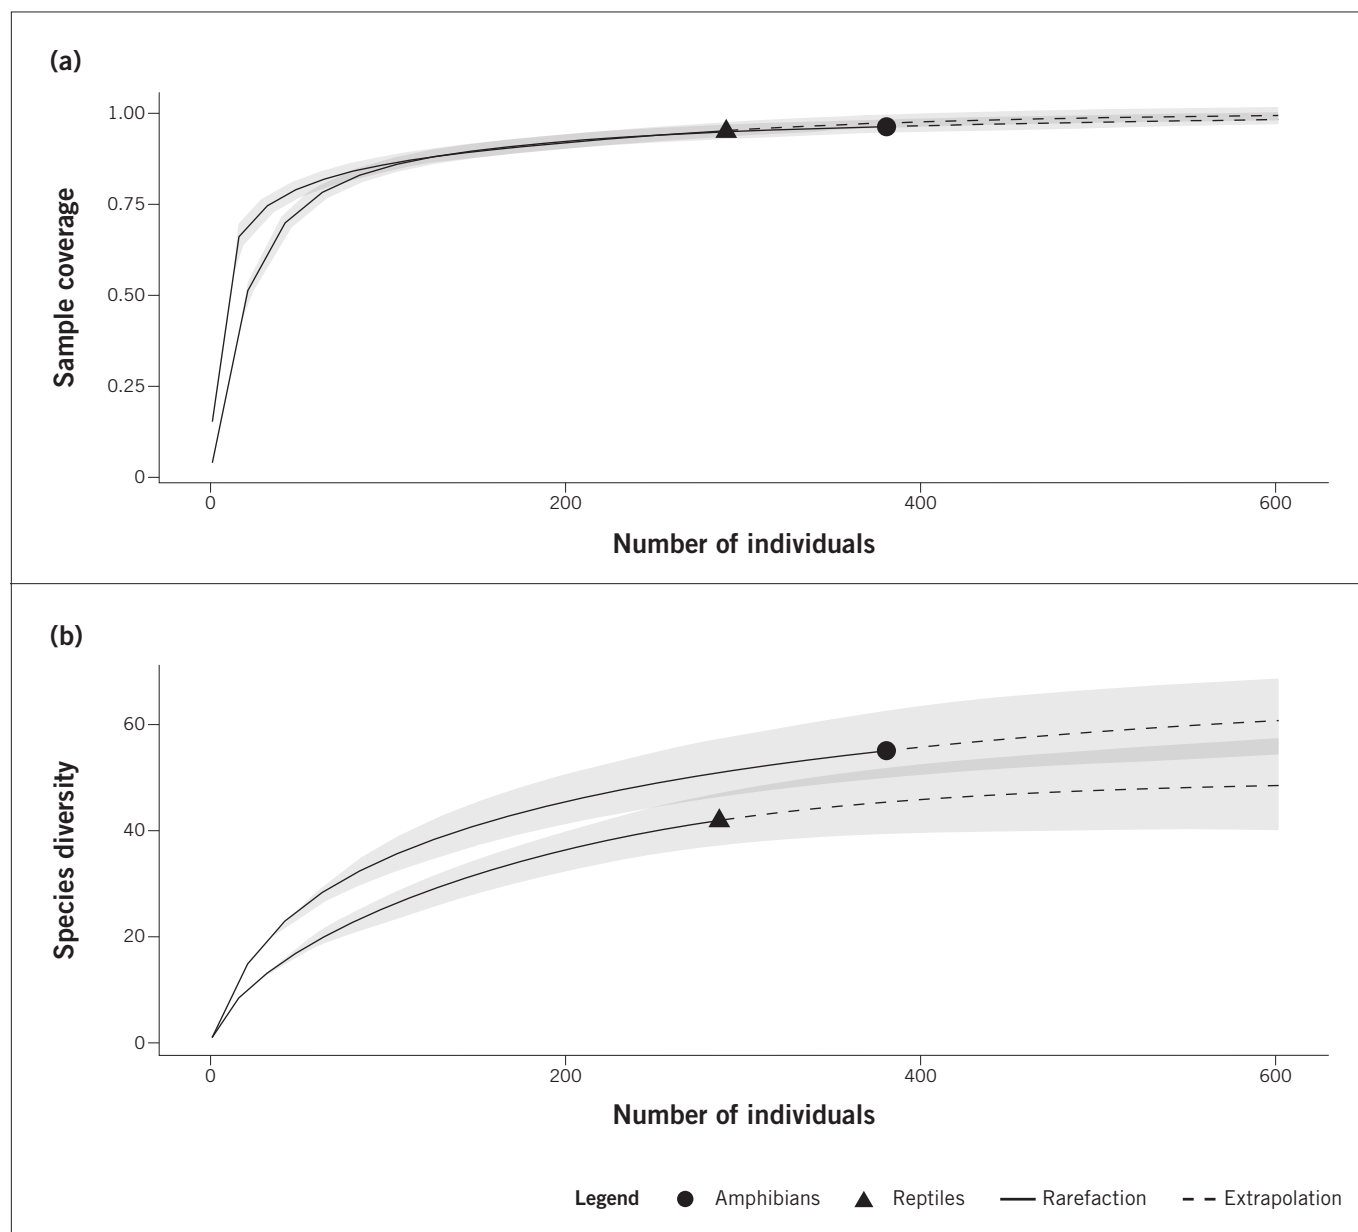 (a)
1.00
0.75
0.50
0.25
0
Sample coverage
0 200 400 600
Number of individuals
(b)
60
40
20
0
Species diversity
0 200 400 600
Number of individuals
Legend Amphibians Reptiles Rarefaction Extrapolation